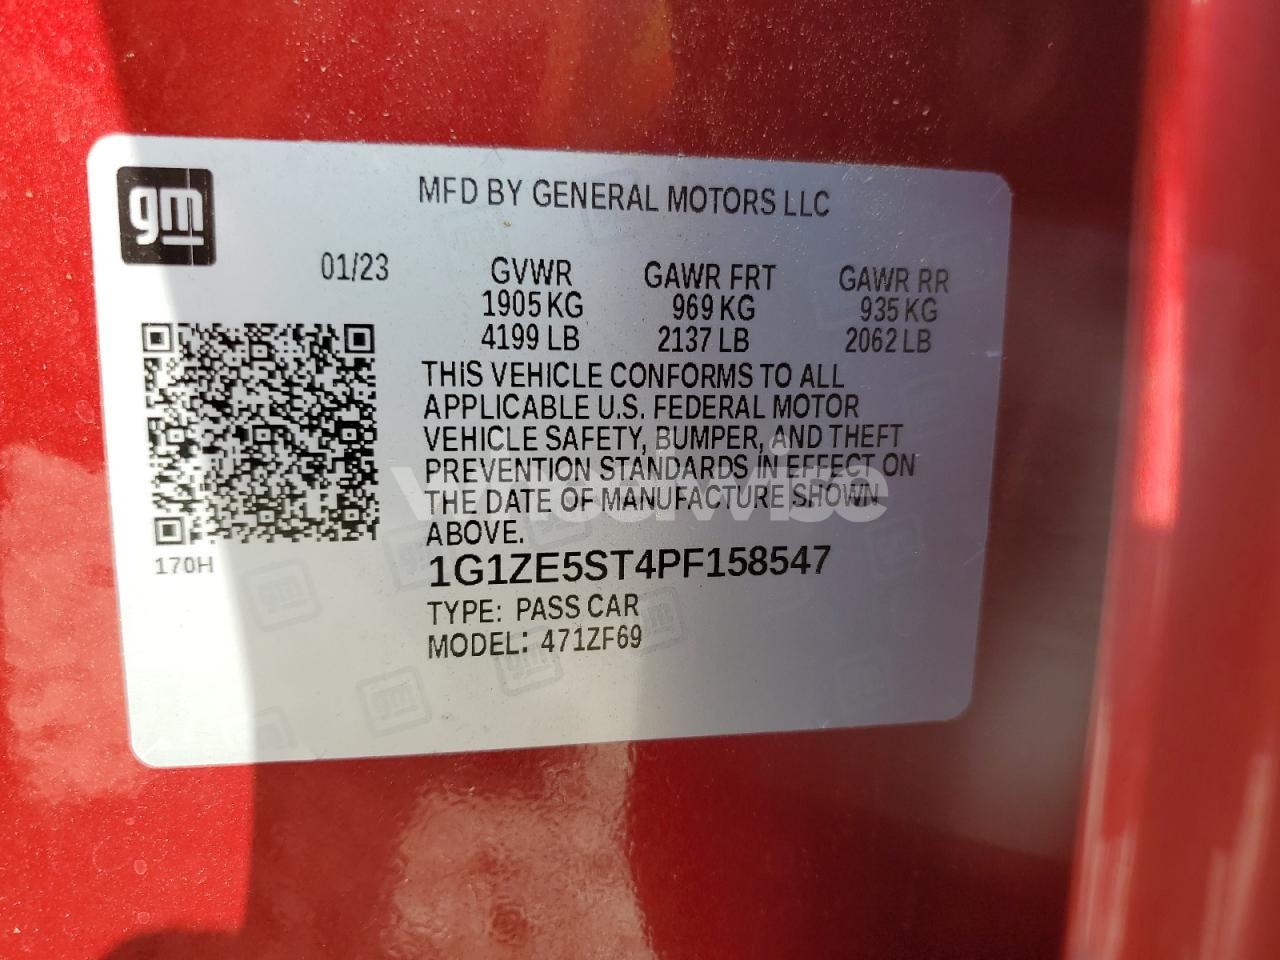 gm
MFD BY GENERAL MOTORS LLC
01/23 GVWR GAWR FRT GAWR RR
1905 KG 969 KG 935 KG
4199 LB 2137 LB 2062 LB
THIS VEHICLE CONFORMS TO ALL
APPLICABLE U.S. FEDERAL MOTOR
VEHICLE SAFETY, BUMPER, AND THEFT
PREVENTION STANDARDS IN EFFECT ON
THE DATE OF MANUFACTURE SHOWN
ABOVE.
170H
1G1ZE5ST4PF158547
TYPE: PASS CAR
MODEL: 471ZF69
wheelwise